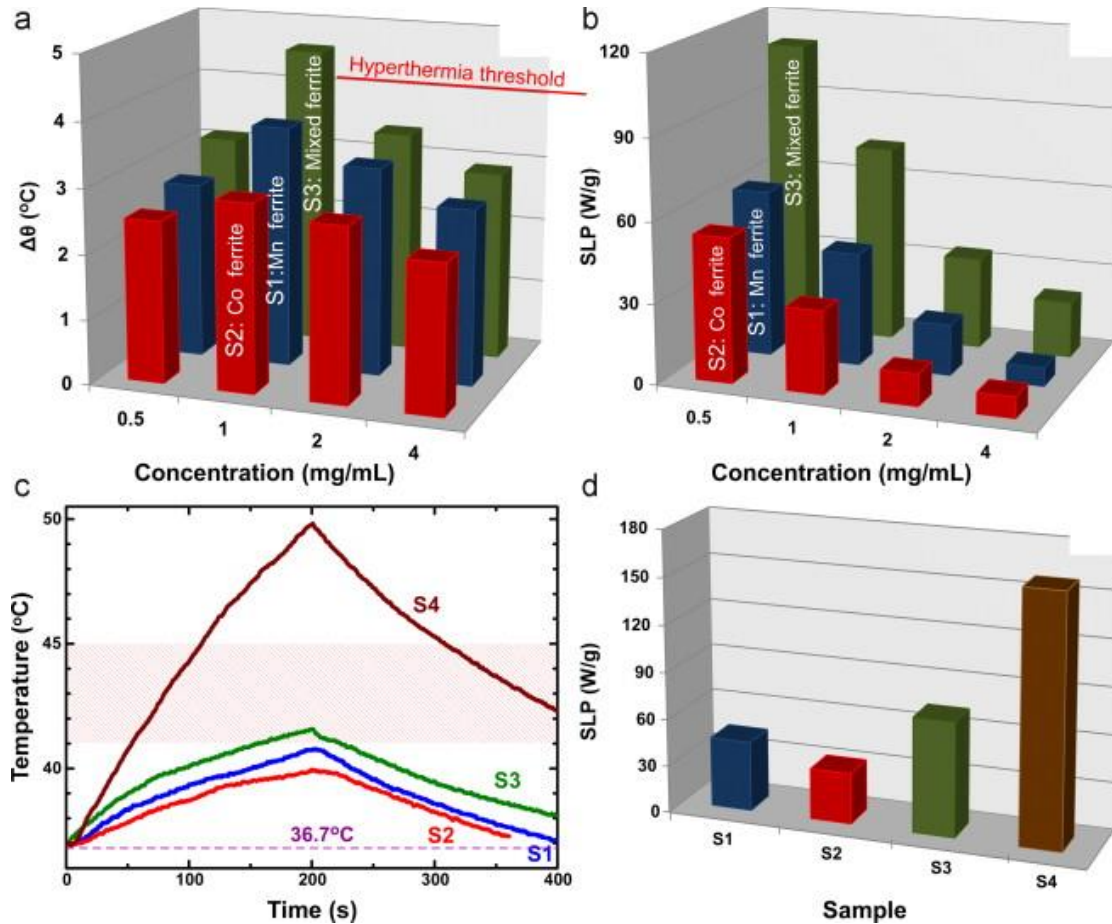 a
5
4
3
2
1
0
Δθ (ºC)
Hyperthermia threshold
S3: Mixed ferrite
S1:Mn ferrite
S2: Co ferrite
0.5
1
2
4
Concentration (mg/mL)
b
120
90
60
30
0
SLP (W/g)
S3: Mixed ferrite
S1: Mn ferrite
S2: Co ferrite
0.5
1
2
4
Concentration (mg/mL)
c
50
45
40
Temperature (ºC)
S4
S3
S2
S1
36.7ºC
0
100
200
300
400
Time (s)
d
180
150
120
90
60
30
0
SLP (W/g)
S1
S2
S3
S4
Sample